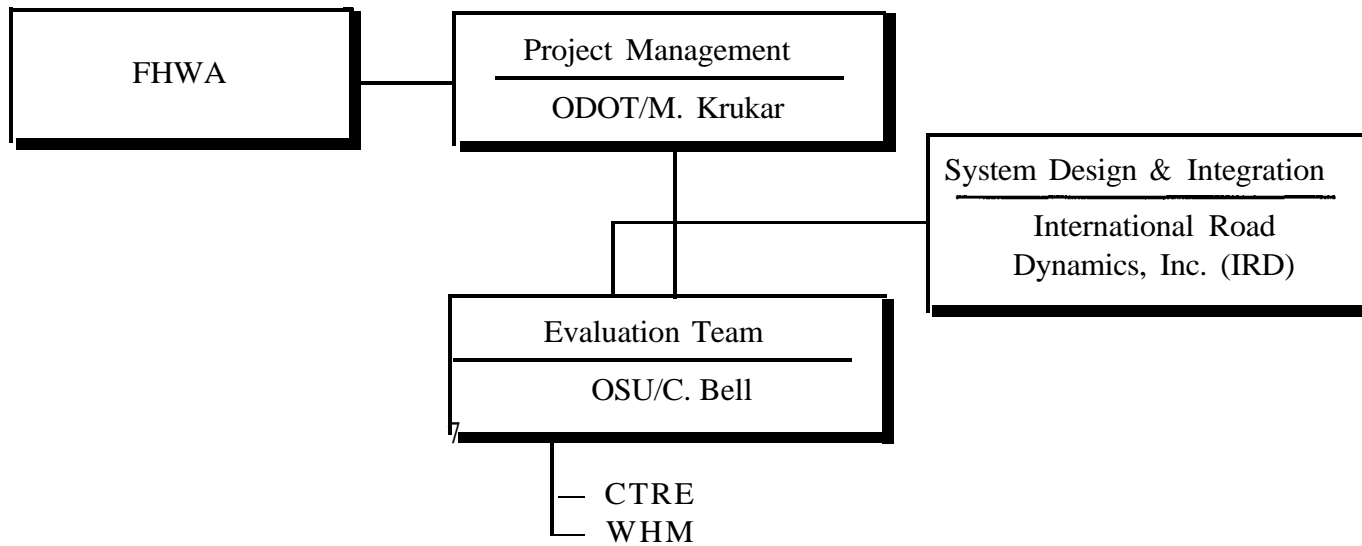 FHWA
Project Management
ODOT/M. Krukar
System Design & Integration
International Road
Dynamics, Inc. (IRD)
Evaluation Team
OSU/C. Bell
7
CTRE
WHM